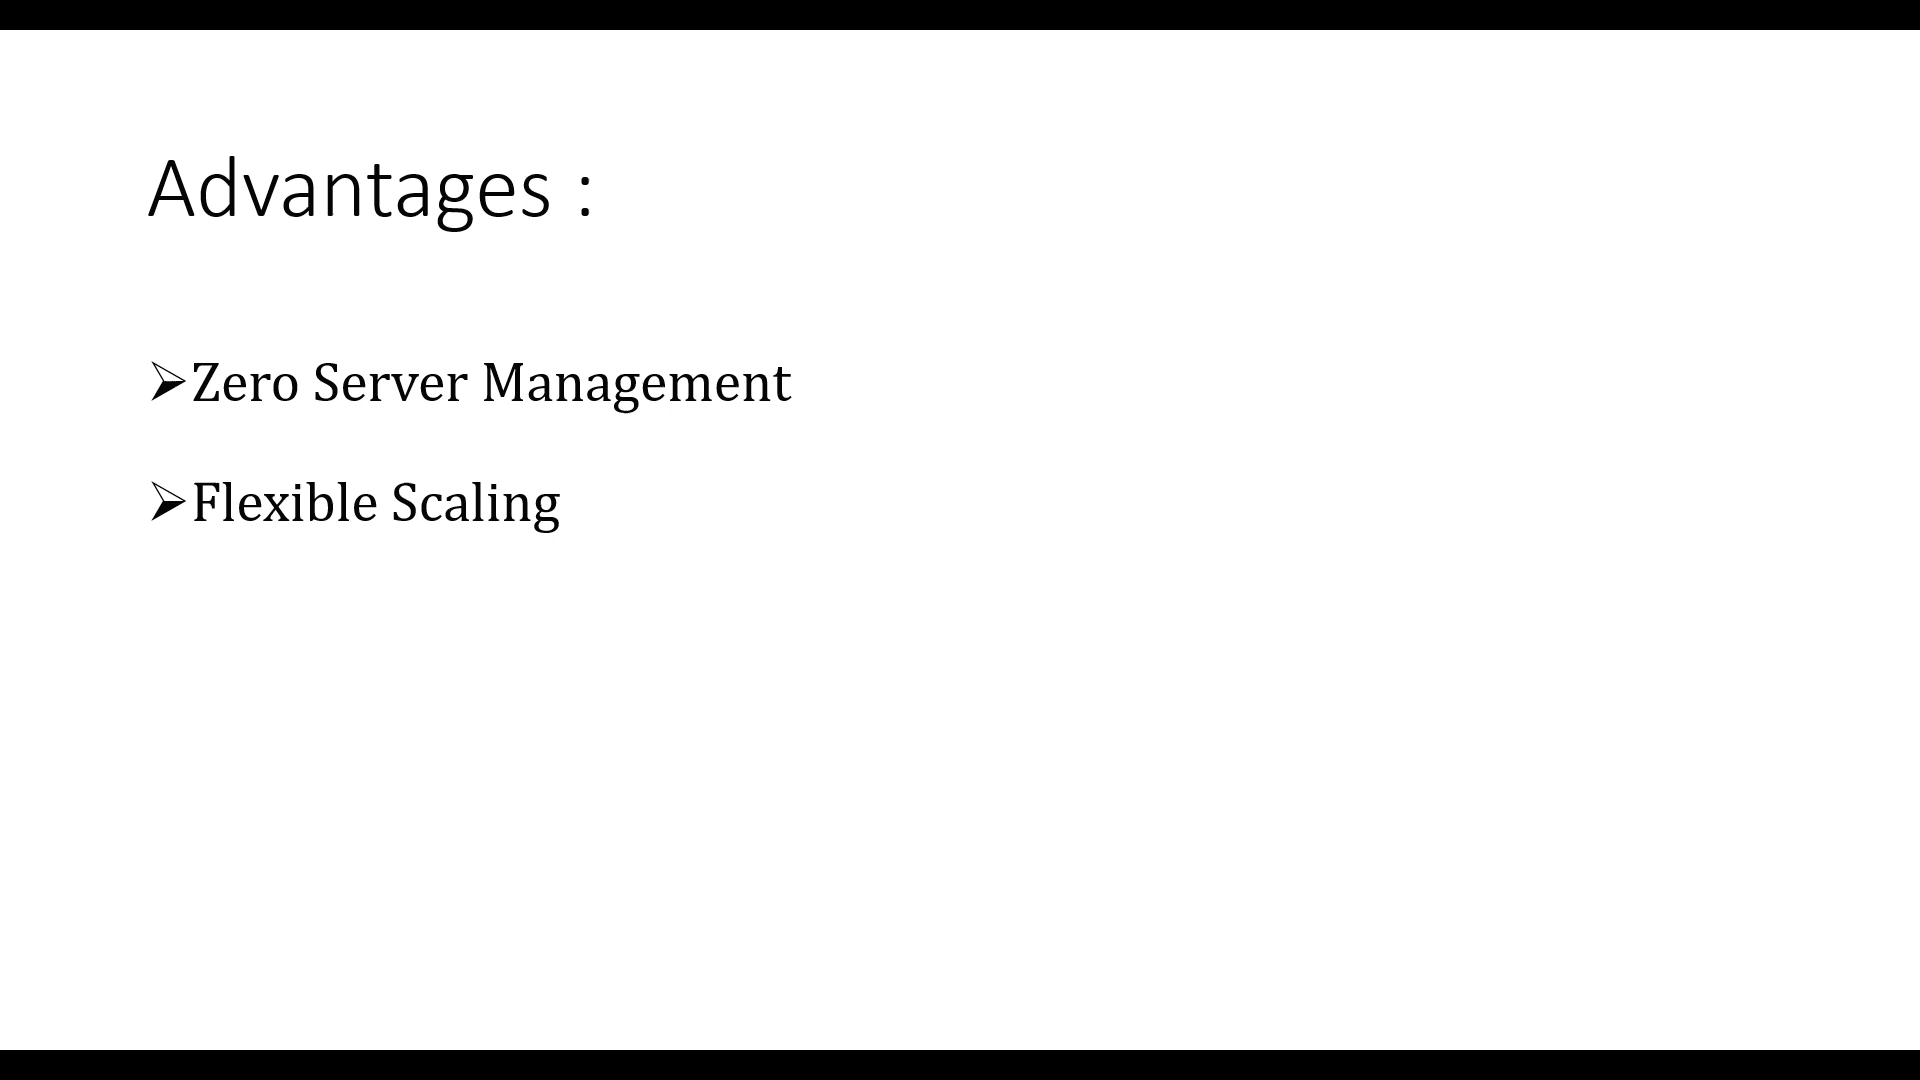 Advantages :
➢Zero Server Management
➢Flexible Scaling